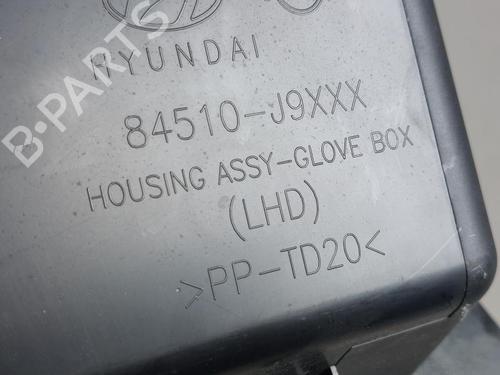 HYUNDAI
84510-J9XXX
HOUSING ASSY-GLOVE BOX
(LHD)
>PP-TD20<
B-PARTS